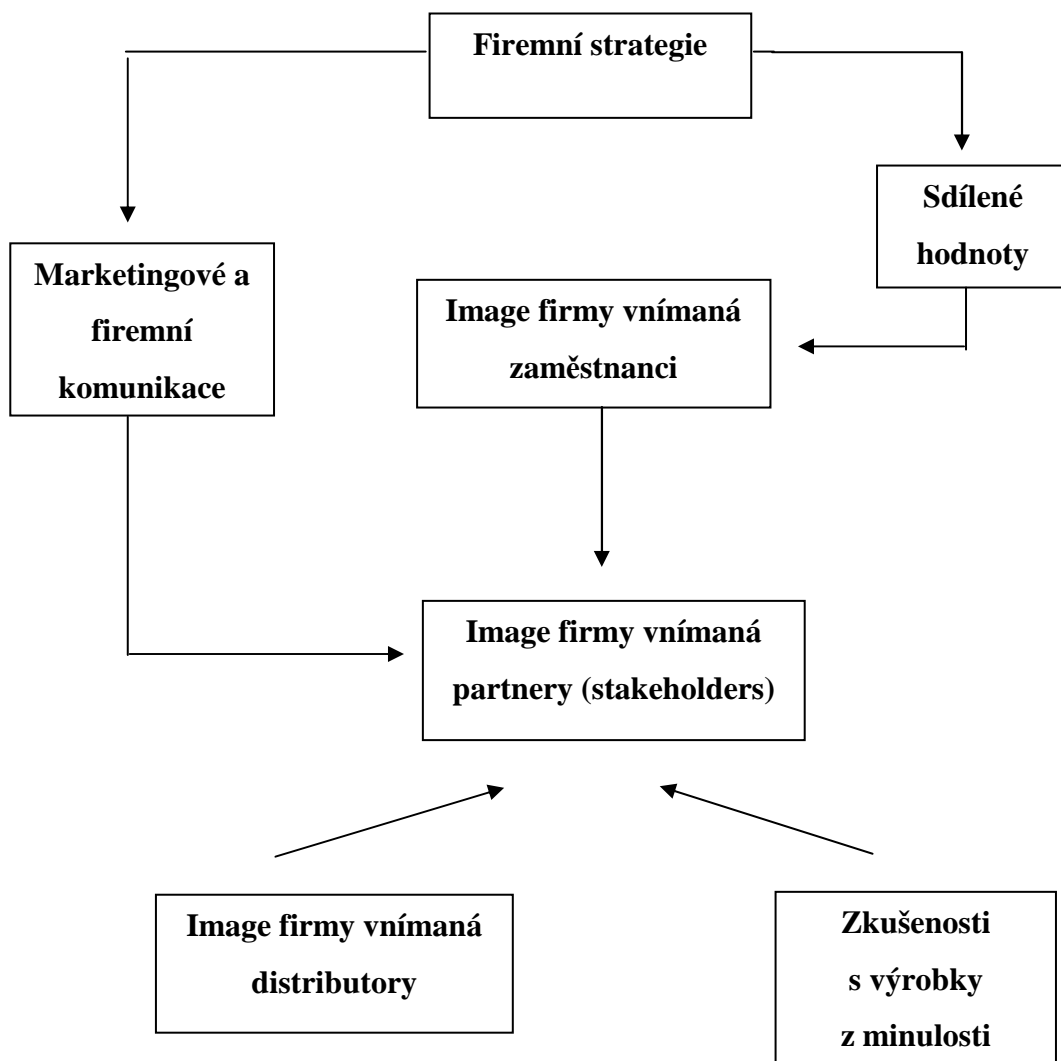 Firemní strategie
Sdílené
hodnoty
Marketingové a
firemní
komunikace
Image firmy vnímaná
zaměstnanci
Image firmy vnímaná
partnery (stakeholders)
Image firmy vnímaná
distributory
Zkušenosti
s výrobky
z minulosti